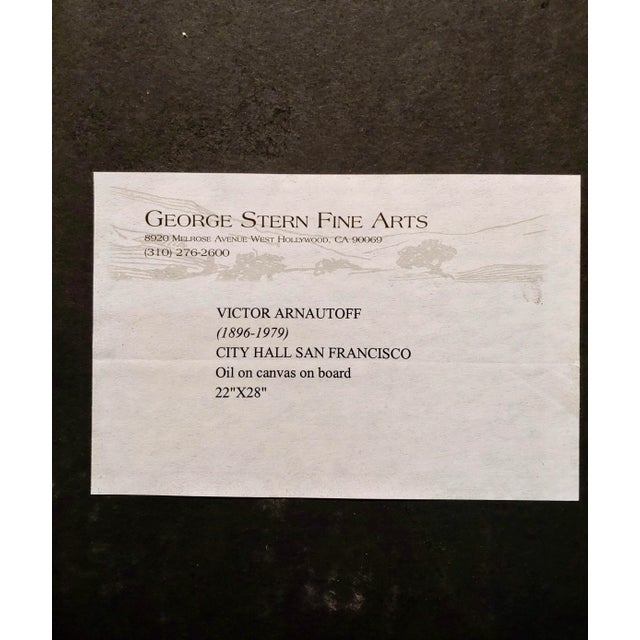 GEORGE STERN FINE ARTS
8920 MELROSE AVENUE WEST HOLLYWOOD, CA 90069
(310) 276-2600
VICTOR ARNAUTOFF
(1896-1979)
CITY HALL SAN FRANCISCO
Oil on canvas on board
22"X28"